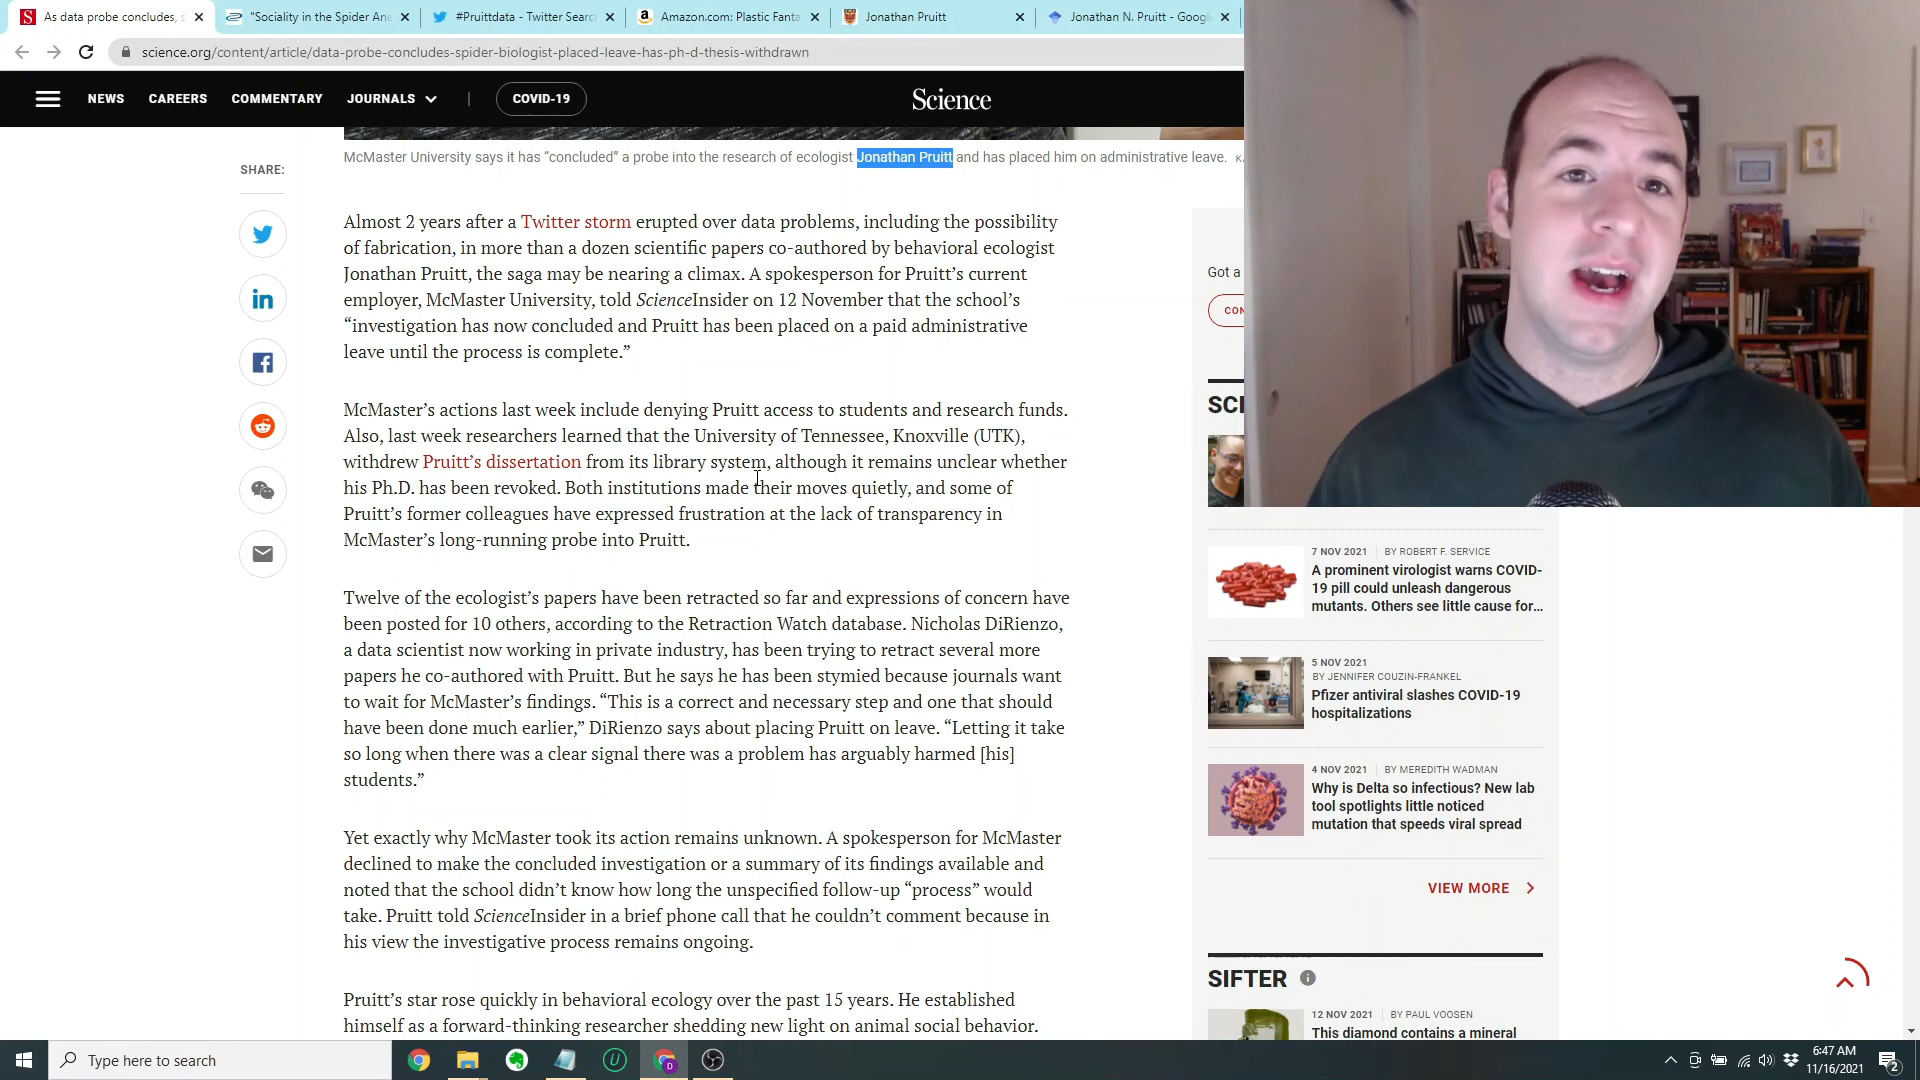 As data probe concludes, s
"Sociality in the Spider Ane
#Pruittdata - Twitter Searc
Amazon.com: Plastic Fanta
Jonathan Pruitt
Jonathan N. Pruitt - Googl
science.org/content/article/data-probe-concludes-spider-biologist-placed-leave-has-ph-d-thesis-withdrawn
NEWS CAREERS COMMENTARY JOURNALS | COVID-19 Science
McMaster University says it has “concluded” a probe into the research of ecologist Jonathan Pruitt and has placed him on administrative leave.
SHARE:
Almost 2 years after a Twitter storm erupted over data problems, including the possibility
of fabrication, in more than a dozen scientific papers co-authored by behavioral ecologist
Jonathan Pruitt, the saga may be nearing a climax. A spokesperson for Pruitt’s current
employer, McMaster University, told ScienceInsider on 12 November that the school’s
“investigation has now concluded and Pruitt has been placed on a paid administrative
leave until the process is complete.”
McMaster’s actions last week include denying Pruitt access to students and research funds.
Also, last week researchers learned that the University of Tennessee, Knoxville (UTK),
withdrew Pruitt’s dissertation from its library system, although it remains unclear whether
his Ph.D. has been revoked. Both institutions made their moves quietly, and some of
Pruitt’s former colleagues have expressed frustration at the lack of transparency in
McMaster’s long-running probe into Pruitt.
Twelve of the ecologist’s papers have been retracted so far and expressions of concern have
been posted for 10 others, according to the Retraction Watch database. Nicholas DiRienzo,
a data scientist now working in private industry, has been trying to retract several more
papers he co-authored with Pruitt. But he says he has been stymied because journals want
to wait for McMaster’s findings. “This is a correct and necessary step and one that should
have been done much earlier,” DiRienzo says about placing Pruitt on leave. “Letting it take
so long when there was a clear signal there was a problem has arguably harmed [his]
students.”
Yet exactly why McMaster took its action remains unknown. A spokesperson for McMaster
declined to make the concluded investigation or a summary of its findings available and
noted that the school didn’t know how long the unspecified follow-up “process” would
take. Pruitt told ScienceInsider in a brief phone call that he couldn’t comment because in
his view the investigative process remains ongoing.
Pruitt’s star rose quickly in behavioral ecology over the past 15 years. He established
himself as a forward-thinking researcher shedding new light on animal social behavior.
Got a
CON
SCI
7 NOV 2021 | BY ROBERT F. SERVICE
A prominent virologist warns COVID-
19 pill could unleash dangerous
mutants. Others see little cause for...
5 NOV 2021
BY JENNIFER COUZIN-FRANKEL
Pfizer antiviral slashes COVID-19
hospitalizations
4 NOV 2021 | BY MEREDITH WADMAN
Why is Delta so infectious? New lab
tool spotlights little noticed
mutation that speeds viral spread
VIEW MORE
SIFTER
12 NOV 2021 | BY PAUL VOOSEN
This diamond contains a mineral
Type here to search
6:47 AM
11/16/2021
2